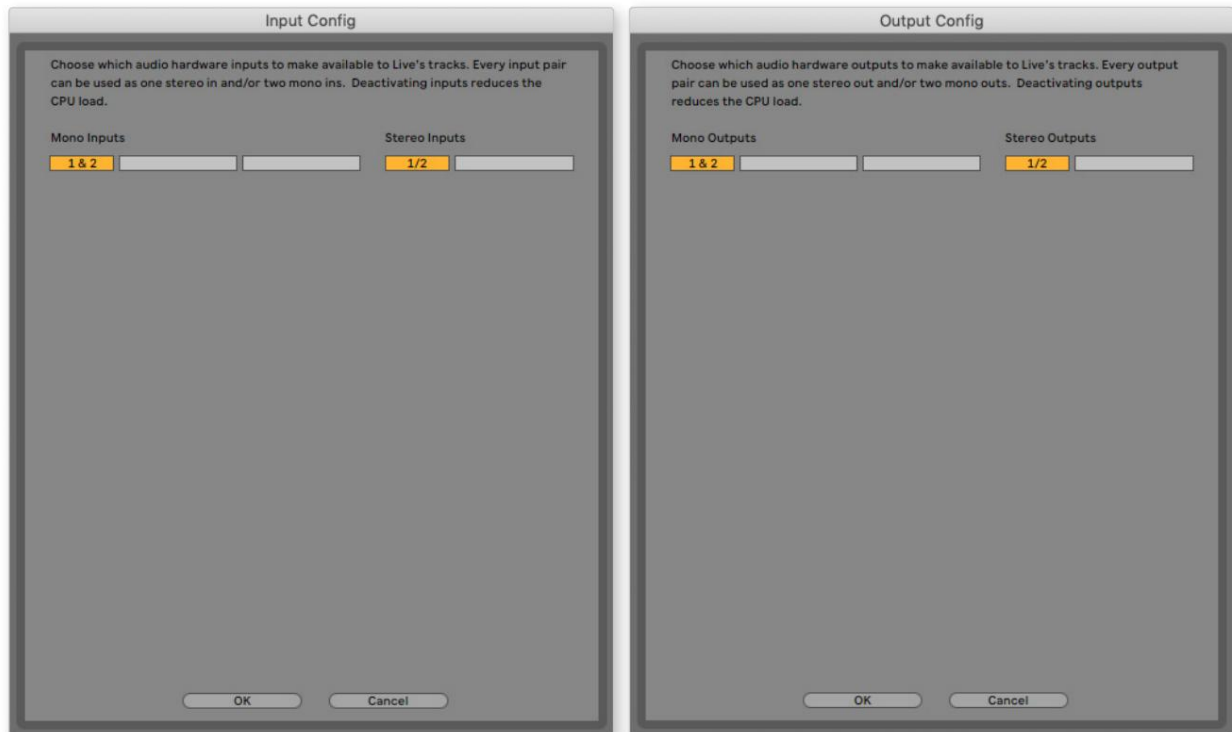 Input Config
Choose which audio hardware inputs to make available to Live's tracks. Every input pair
can be used as one stereo in and/or two mono ins. Deactivating inputs reduces the
CPU load.
Mono Inputs
Stereo Inputs
1 & 2
1/2
OK
Cancel
Output Config
Choose which audio hardware outputs to make available to Live's tracks. Every output
pair can be used as one stereo out and/or two mono outs. Deactivating outputs
reduces the CPU load.
Mono Outputs
Stereo Outputs
1 & 2
1/2
OK
Cancel